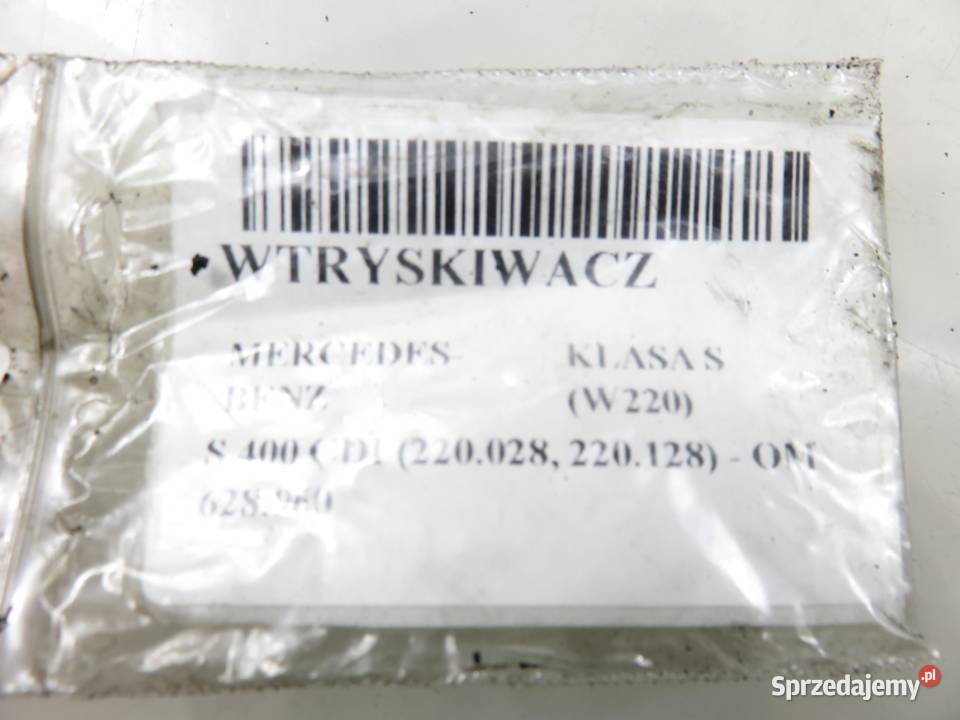 WTRYSKIWACZ
MERCEDES- KLASA S
BENZ (W220)
S 400 CDI (220.028, 220.128) - OM
628.960
Sprzedajemy.pl